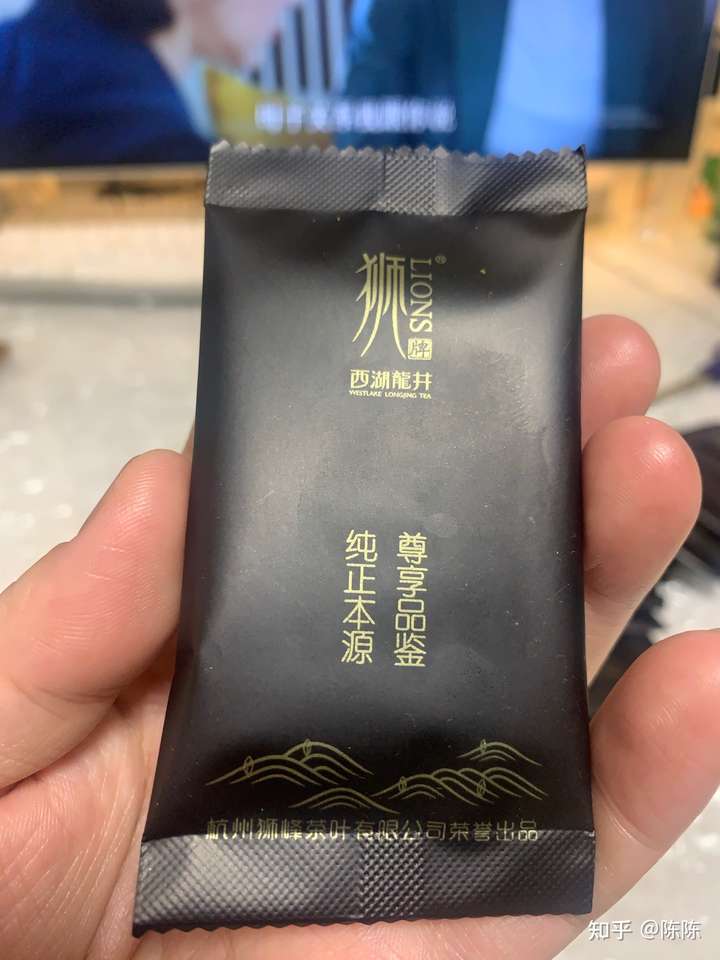 狮
LIONS®
牌
西湖龍井
WESTLAKE LONGJING TEA
尊享品鉴
纯正本源
杭州狮峰茶叶有限公司荣誉出品
知乎 @陈陈